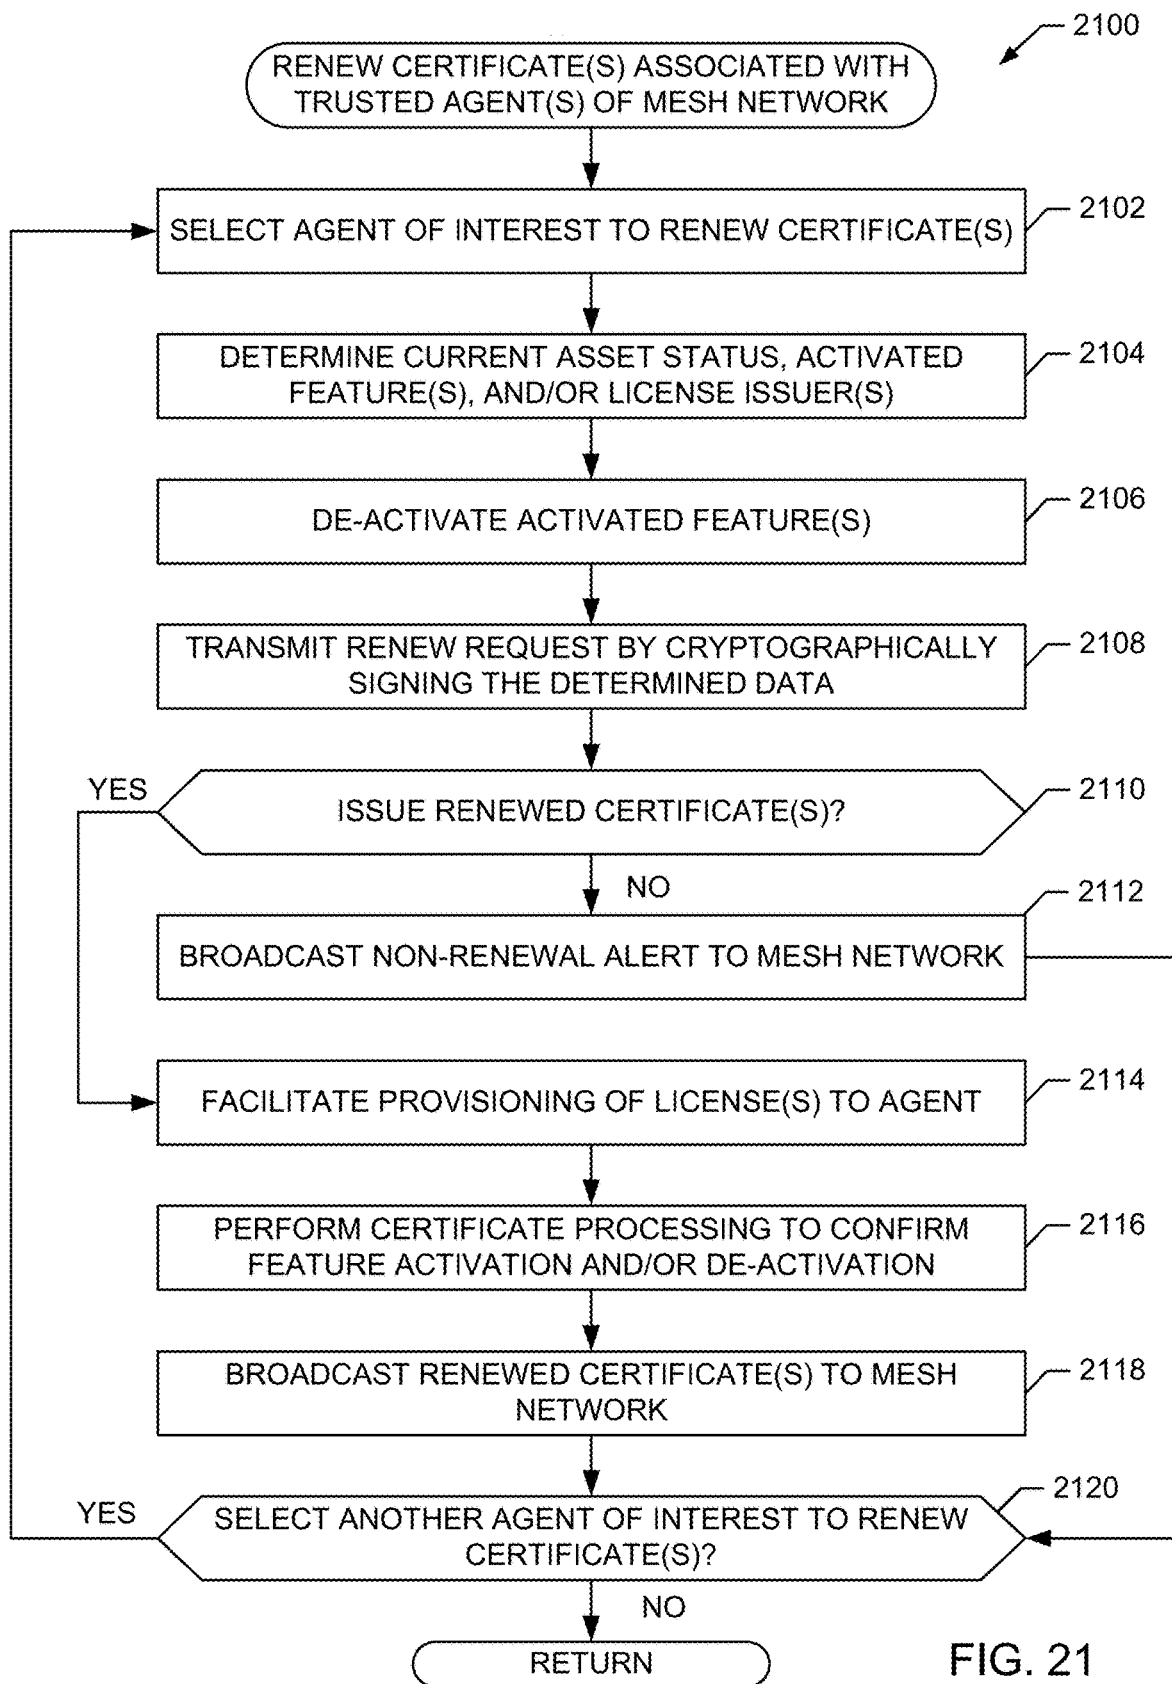 2100
RENEW CERTIFICATE(S) ASSOCIATED WITH
TRUSTED AGENT(S) OF MESH NETWORK
2102
SELECT AGENT OF INTEREST TO RENEW CERTIFICATE(S)
2104
DETERMINE CURRENT ASSET STATUS, ACTIVATED
FEATURE(S), AND/OR LICENSE ISSUER(S)
2106
DE-ACTIVATE ACTIVATED FEATURE(S)
2108
TRANSMIT RENEW REQUEST BY CRYPTOGRAPHICALLY
SIGNING THE DETERMINED DATA
YES
2110
ISSUE RENEWED CERTIFICATE(S)?
NO
2112
BROADCAST NON-RENEWAL ALERT TO MESH NETWORK
2114
FACILITATE PROVISIONING OF LICENSE(S) TO AGENT
2116
PERFORM CERTIFICATE PROCESSING TO CONFIRM
FEATURE ACTIVATION AND/OR DE-ACTIVATION
2118
BROADCAST RENEWED CERTIFICATE(S) TO MESH
NETWORK
2120
YES
SELECT ANOTHER AGENT OF INTEREST TO RENEW
CERTIFICATE(S)?
NO
RETURN
FIG. 21